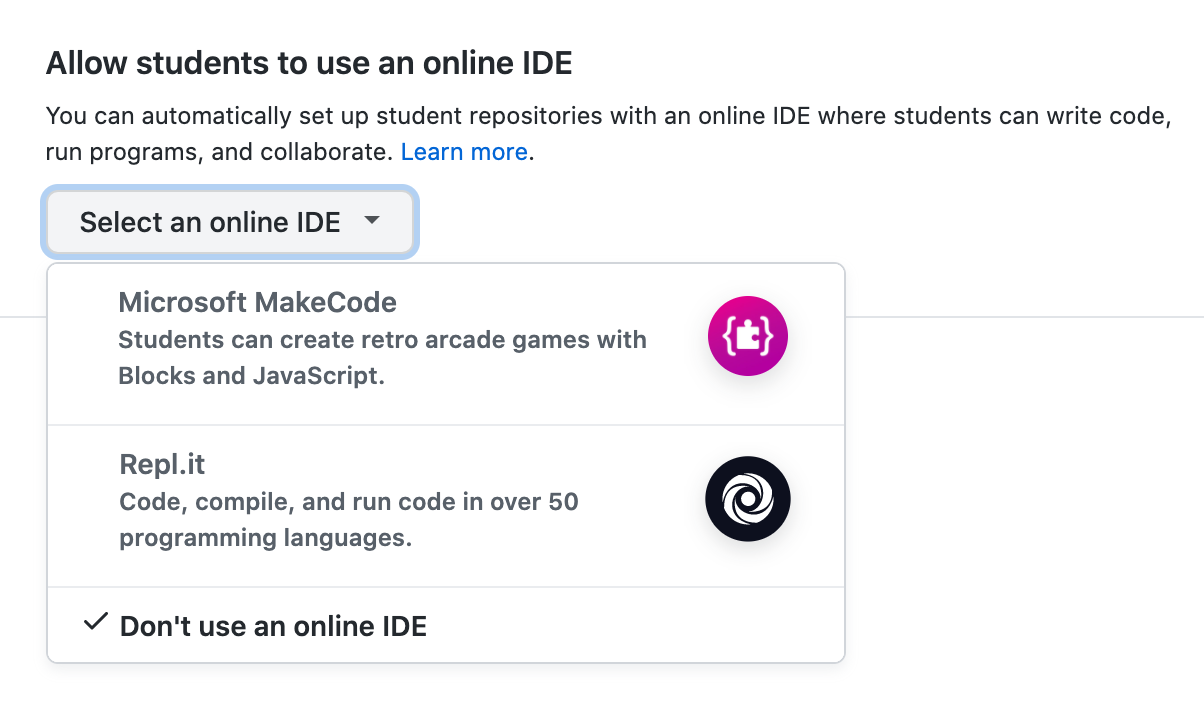 Allow students to use an online IDE
You can automatically set up student repositories with an online IDE where students can write code,
run programs, and collaborate. Learn more.
Select an online IDE
Microsoft MakeCode
Students can create retro arcade games with
Blocks and JavaScript.
Repl.it
Code, compile, and run code in over 50
programming languages.
Don't use an online IDE